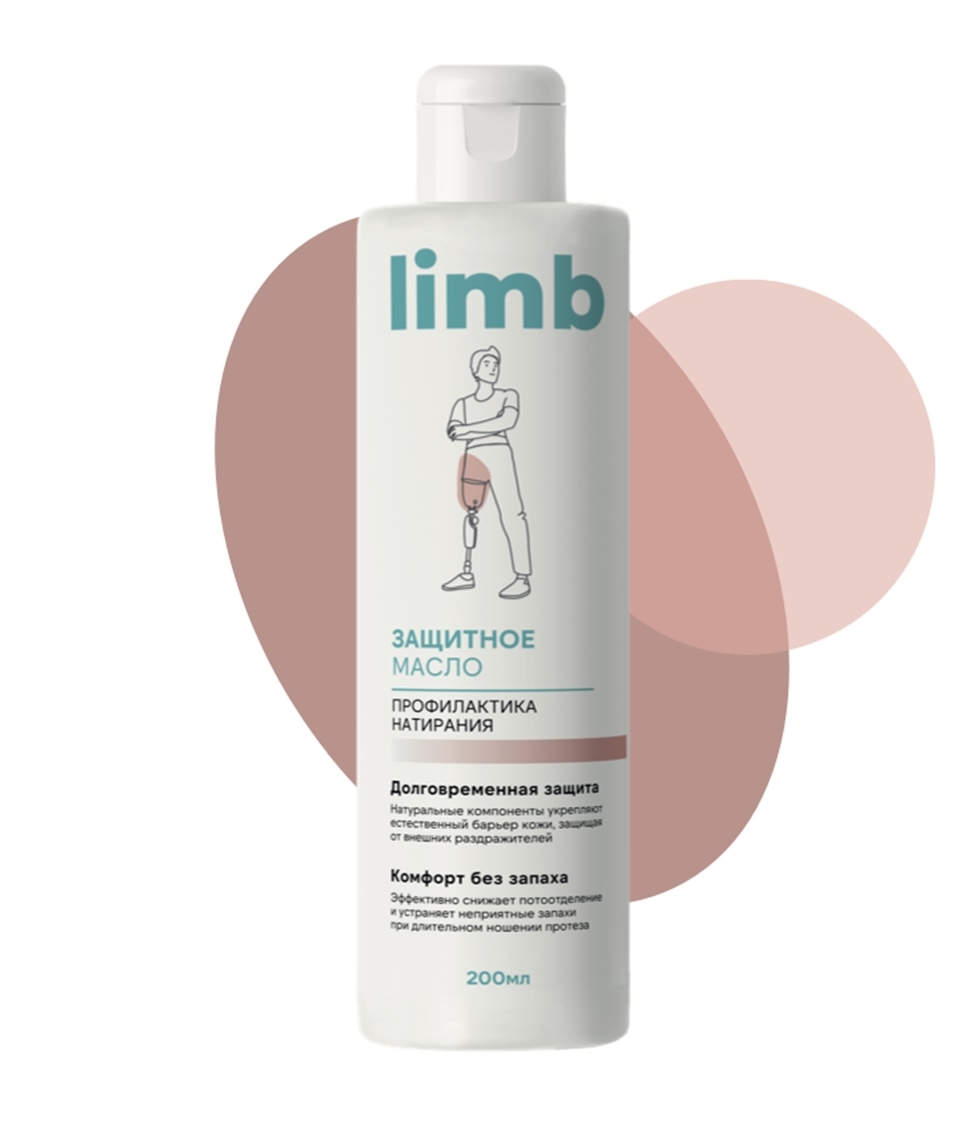 limb
ЗАЩИТНОЕ
МАСЛО
ПРОФИЛАКТИКА
НАТИРАНИЯ
Долговременная защита
Натуральные компоненты укрепляют
естественный барьер кожи, защищая
от внешних раздражителей
Комфорт без запаха
Эффективно снижает потоотделение
и устраняет неприятные запахи
при длительном ношении протеза
200мл